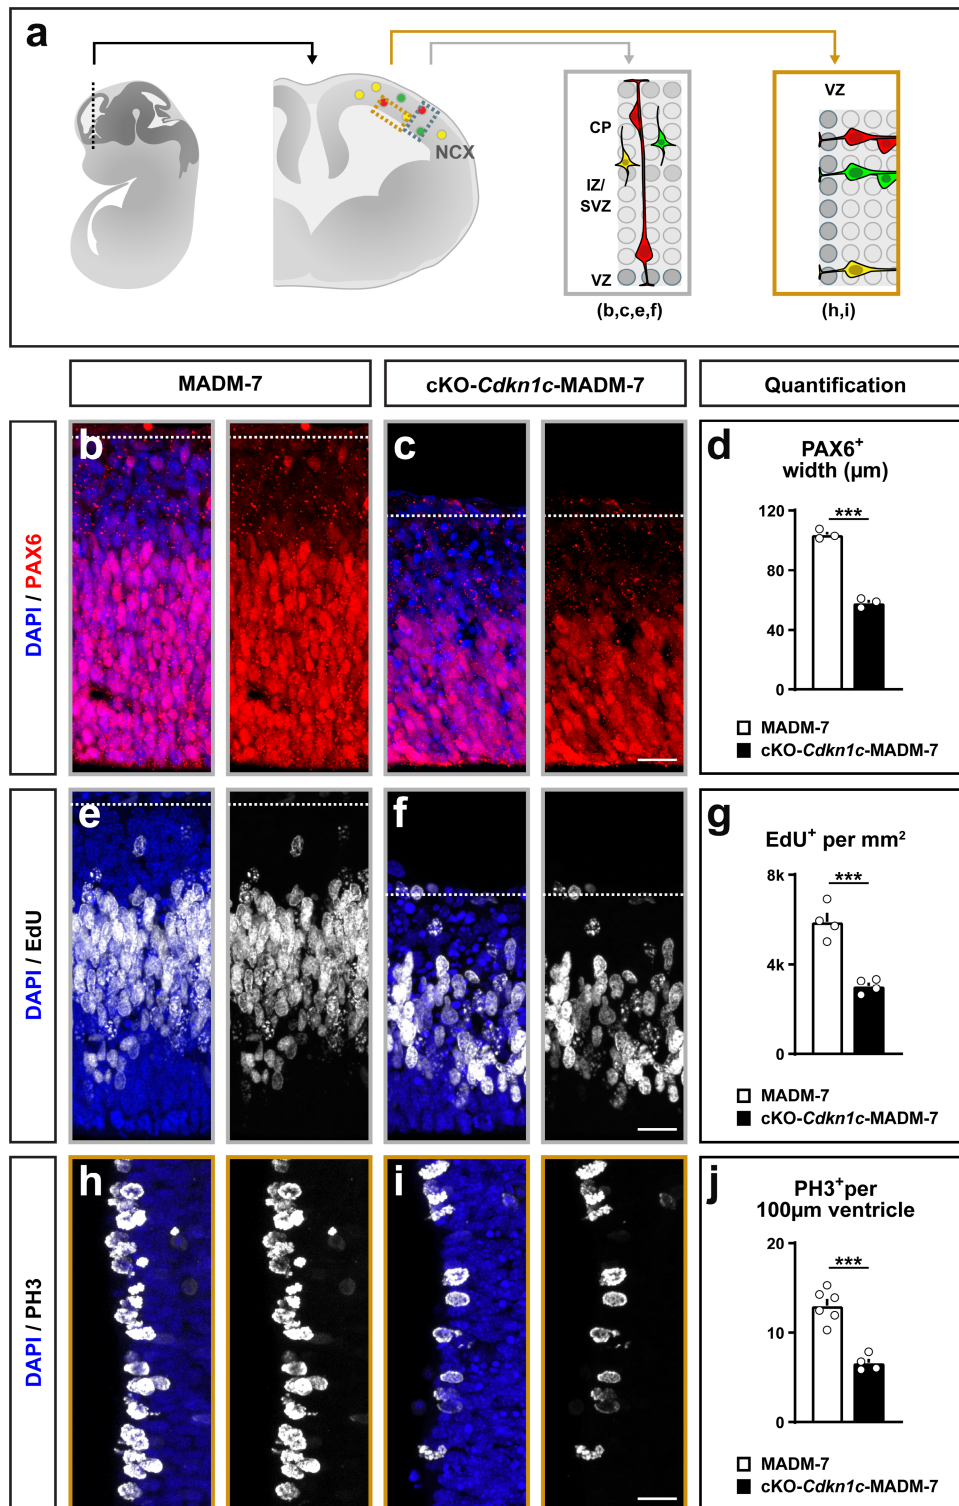 a
NCX
CP
IZ/
SVZ
VZ
(b,c,e,f)
VZ
(h,i)
MADM-7
cKO-Cdkn1c-MADM-7
Quantification
DAPI / PAX6
b
c
d
PAX6+
width (µm)
120
***
80
40
0
MADM-7
cKO-Cdkn1c-MADM-7
DAPI / EdU
e
f
g
EdU+ per mm²
8k
***
4k
0
MADM-7
cKO-Cdkn1c-MADM-7
DAPI / PH3
h
i
j
PH3+per
100µm ventricle
20
***
10
0
MADM-7
cKO-Cdkn1c-MADM-7